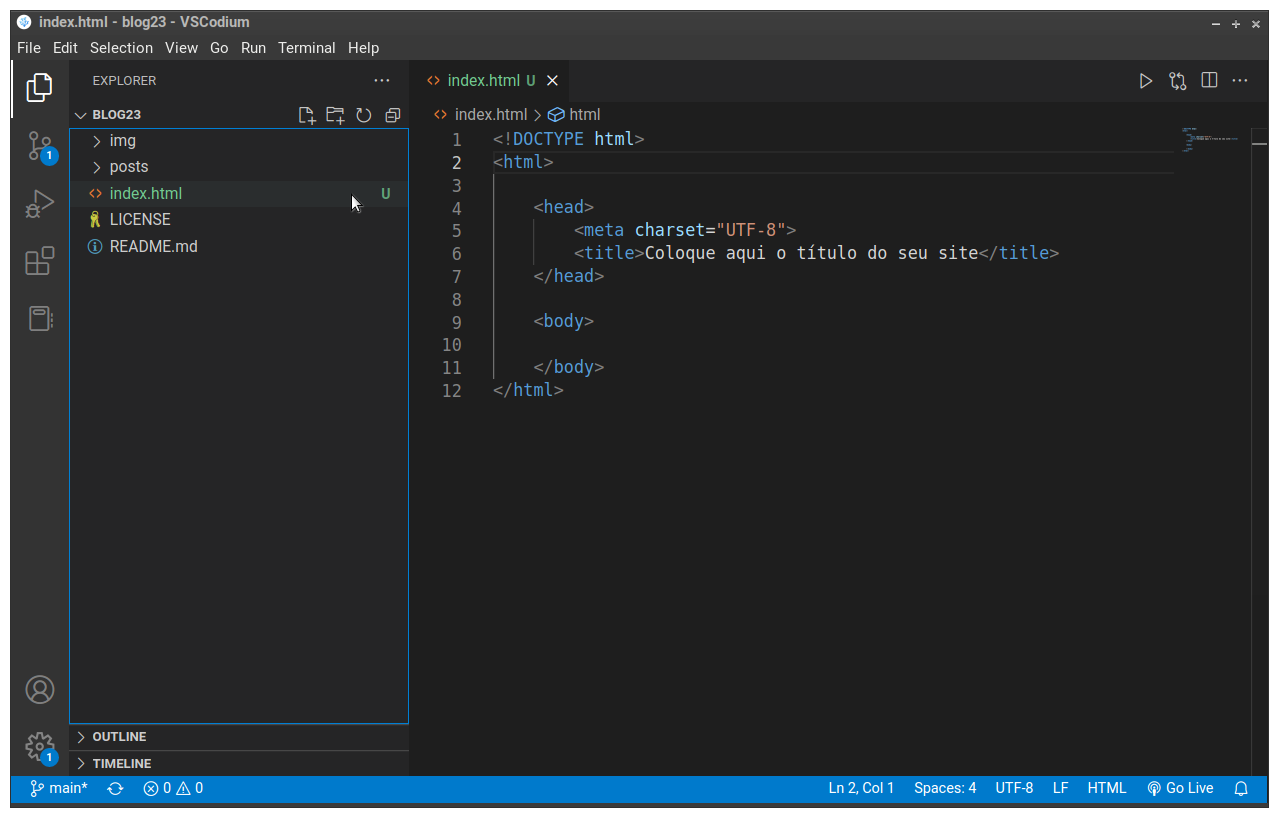 index.html - blog23 - VSCodium
File Edit Selection View Go Run Terminal Help
EXPLORER
BLOG23
img
posts
index.html U
LICENSE
README.md
OUTLINE
TIMELINE
index.html U
index.html > html
1 <!DOCTYPE html>
2 <html>
3
4 <head>
5 <meta charset="UTF-8">
6 <title>Coloque aqui o título do seu site</title>
7 </head>
8
9 <body>
10
11 </body>
12 </html>
1
1
main* 0 0 Ln 2, Col 1 Spaces: 4 UTF-8 LF HTML Go Live